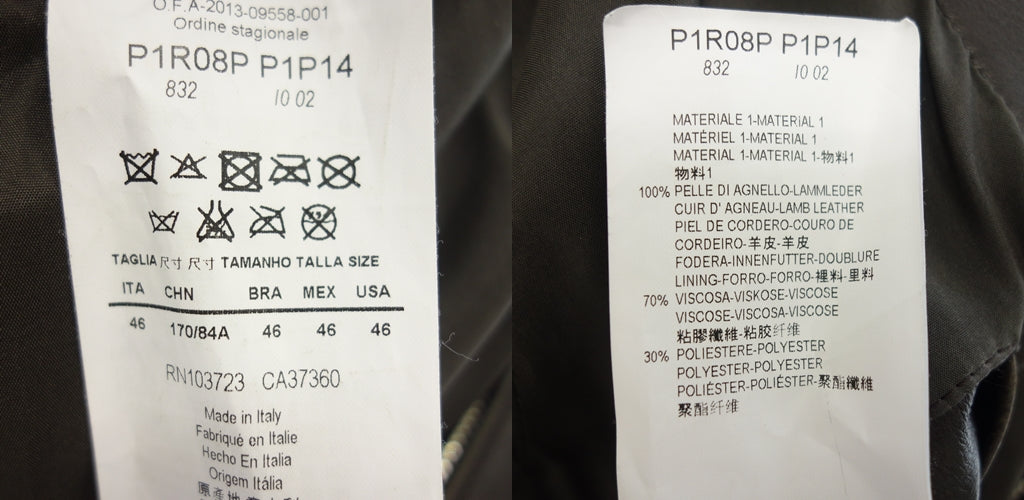 O.F.A-2013-09558-001
Ordine stagionale
P1R08P P1P14
832 10 02
TAGLIA 尺寸 尺寸 TAMANHO TALLA SIZE
ITA CHN BRA MEX USA
46 170/84A 46 46 46
RN103723 CA37360
Made in Italy
Fabriqué en Italie
Hecho En Italia
Origem Itália
原産地
P1R08P P1P14
832 10 02
MATERIALE 1-MATERIAL 1
MATÉRIEL 1-MATERIAL 1
MATERIAL 1-MATERIAL 1-物料1
物料1
100% PELLE DI AGNELLO-LAMMLEDER
CUIR D' AGNEAU-LAMB LEATHER
PIEL DE CORDERO-COURO DE
CORDEIRO-羊皮-羊皮
FODERA-INNENFUTTER-DOUBLURE
LINING-FORRO-FORRO-裡料-里料
70% VISCOSA-VISKOSE-VISCOSE
VISCOSE-VISCOSA-VISCOSE
粘膠纖維-粘胶纤维
30% POLIESTERE-POLYESTER
POLYESTER-POLYESTER
POLIÉSTER-POLIÉSTER-聚酯纖維
聚酯纤维